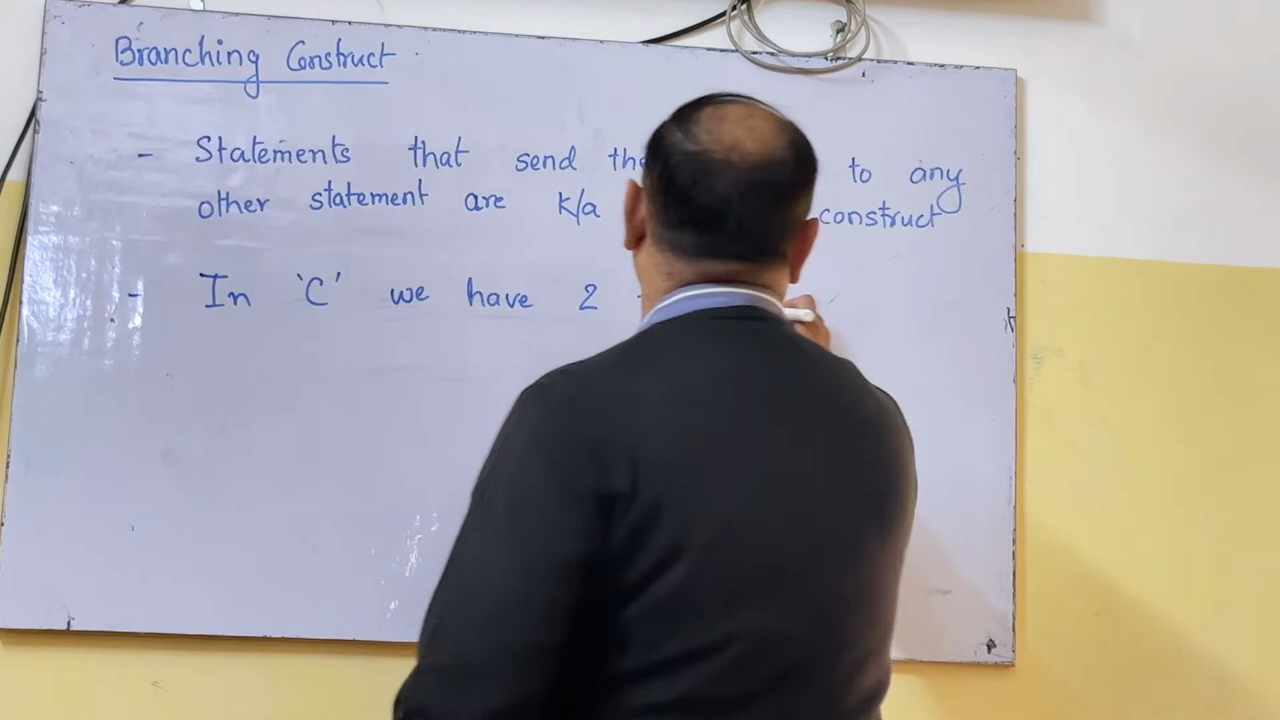 Branching Construct
- Statements that send the to any
other statement are k/a construct
- In 'C' we have 2